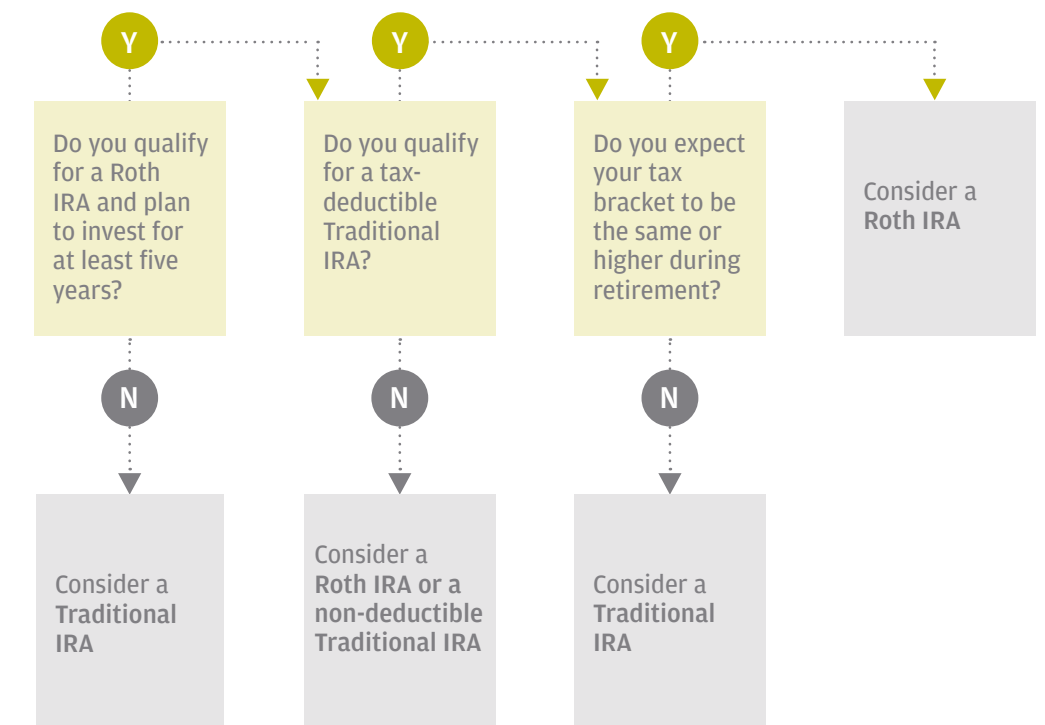 Y
Y
Y
Do you qualify
for a Roth
IRA and plan
to invest for
at least five
years?
Do you qualify
for a tax-
deductible
Traditional
IRA?
Do you expect
your tax
bracket to be
the same or
higher during
retirement?
Consider a
Roth IRA
N
N
N
Consider a
Traditional
IRA
Consider a
Roth IRA or a
non-deductible
Traditional IRA
Consider a
Traditional
IRA